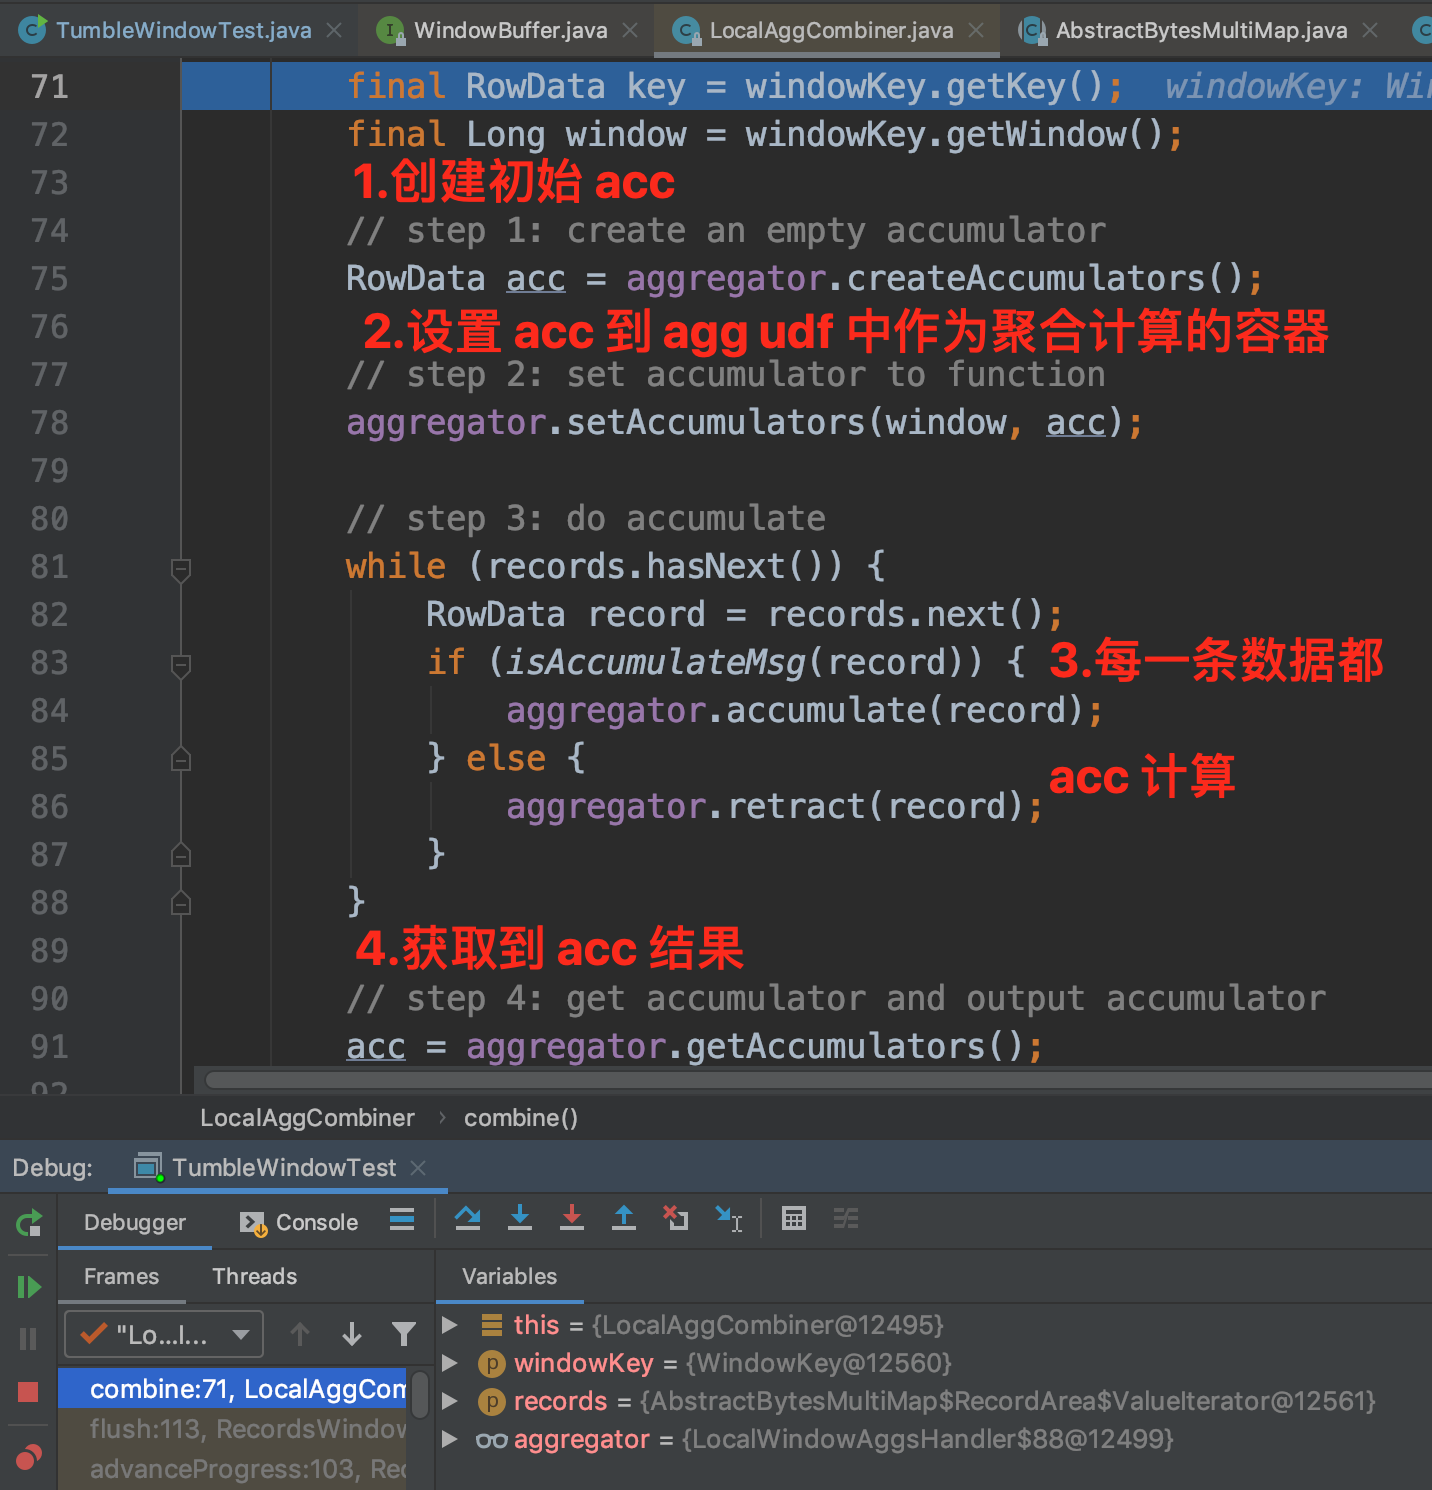 TumbleWindowTest.java WindowBuffer.java LocalAggCombiner.java AbstractBytesMultiMap.java
71 final RowData key = windowKey.getKey(); windowKey:
72 final Long window = windowKey.getWindow();
73 1.创建初始 acc
74 // step 1: create an empty accumulator
75 RowData acc = aggregator.createAccumulators();
76 2.设置 acc 到 agg udf 中作为聚合计算的容器
77 // step 2: set accumulator to function
78 aggregator.setAccumulators(window, acc);
79
80 // step 3: do accumulate
81 while (records.hasNext()) {
82 RowData record = records.next();
83 if (isAccumulateMsg(record)) { 3.每一条数据都
84 aggregator.accumulate(record);
85 } else {
acc 计算
86 aggregator.retract(record);
87 }
88 }
89 4.获取到 acc 结果
90 // step 4: get accumulator and output accumulator
91 acc = aggregator.getAccumulators();
92
LocalAggCombiner › combine()
Debug: TumbleWindowTest
Debugger Console
Frames Threads Variables
"Lo...l...
this = {LocalAggCombiner@12495}
windowKey = {WindowKey@12560}
combine:71, LocalAggCom
records = {AbstractBytesMultiMap$RecordArea$ValueIterator@12561}
flush:113, RecordsWindow
aggregator = {LocalWindowAggsHandler$88@12499}
advanceProgress:103, Rec